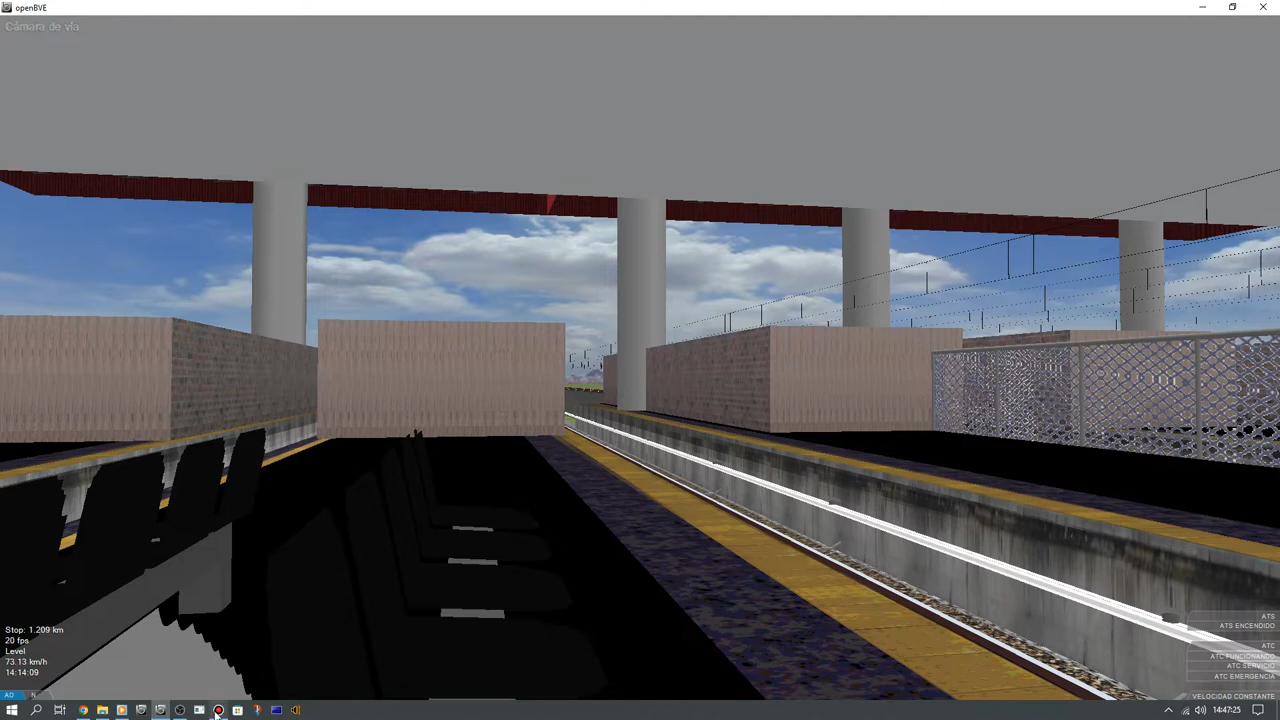 openBVE
Cámara de vía
Stop: 1.209 km
20 fps
Level
73.13 km/h
14:14:09
AD N
ATS
ATS ENCENDIDO
ATC
ATC FUNCIONANDO
ATC SERVICIO
ATC EMERGENCIA
VELOCIDAD CONSTANTE
14:47:25